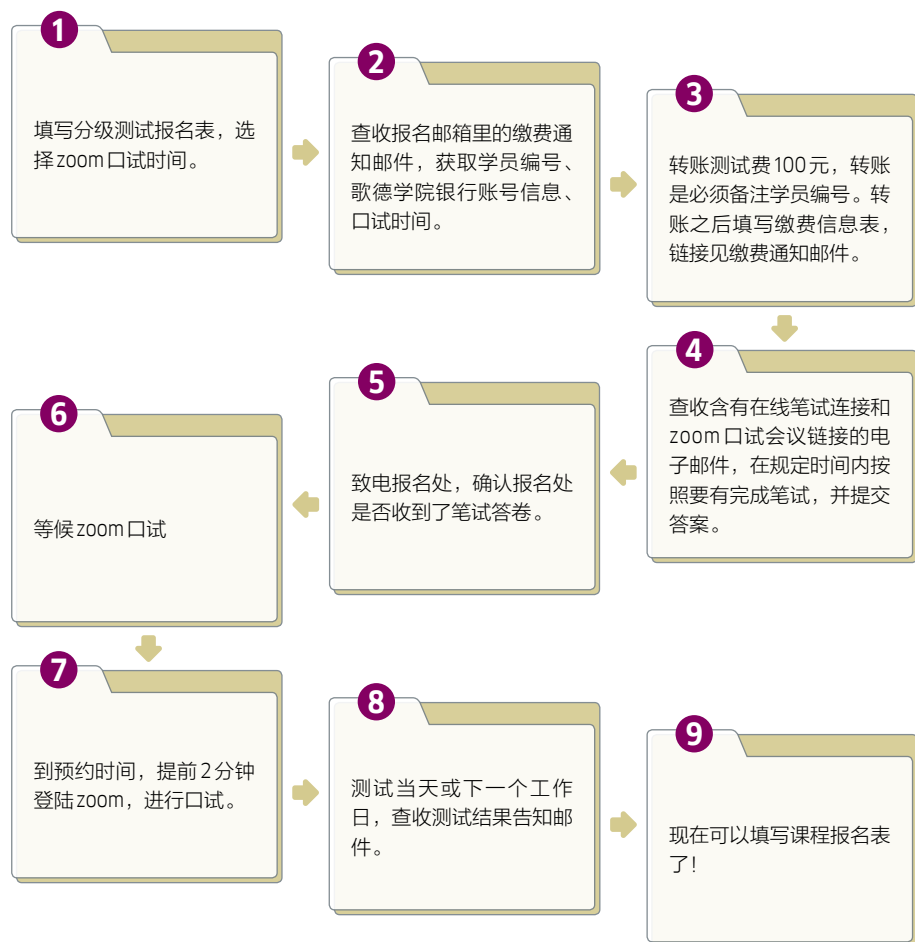 1
填写分级测试报名表，选
择zoom口试时间。
2
查收报名邮箱里的缴费通
知邮件，获取学员编号、
歌德学院银行账号信息、
口试时间。
3
转账测试费100元，转账
是必须备注学员编号。转
账之后填写缴费信息表，
链接见缴费通知邮件。
4
查收含有在线笔试连接和
zoom口试会议链接的电
子邮件，在规定时间内按
照要有完成笔试，并提交
答案。
5
致电报名处，确认报名处
是否收到了笔试答卷。
6
等候zoom口试
7
到预约时间，提前2分钟
登陆zoom，进行口试。
8
测试当天或下一个工作
日，查收测试结果告知邮
件。
9
现在可以填写课程报名表
了！